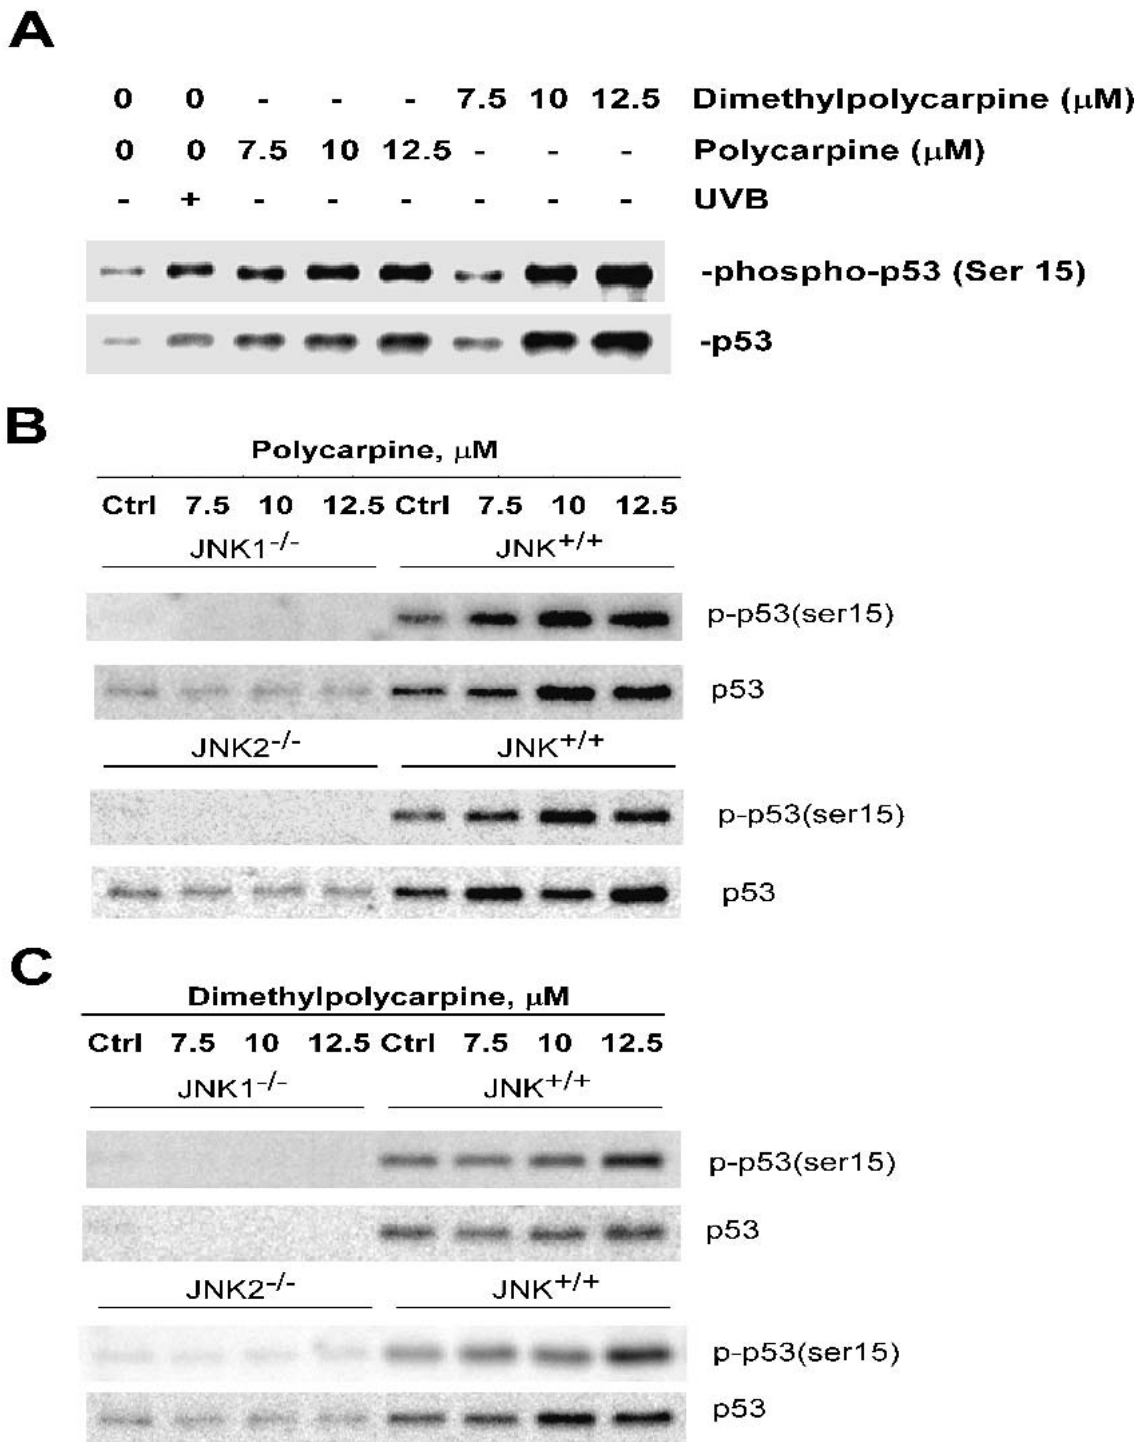 A
0 0 - - - 7.5 10 12.5 Dimethylpolycarpine (μM)
0 0 7.5 10 12.5 - - - Polycarpine (μM)
- + - - - - - - UVB
-phospho-p53 (Ser 15)
-p53
B
Polycarpine, μM
Ctrl 7.5 10 12.5 Ctrl 7.5 10 12.5
JNK1-/- JNK+/+
p-p53(ser15)
p53
JNK2-/- JNK+/+
p-p53(ser15)
p53
C
Dimethylpolycarpine, μM
Ctrl 7.5 10 12.5 Ctrl 7.5 10 12.5
JNK1-/- JNK+/+
p-p53(ser15)
p53
JNK2-/- JNK+/+
p-p53(ser15)
p53